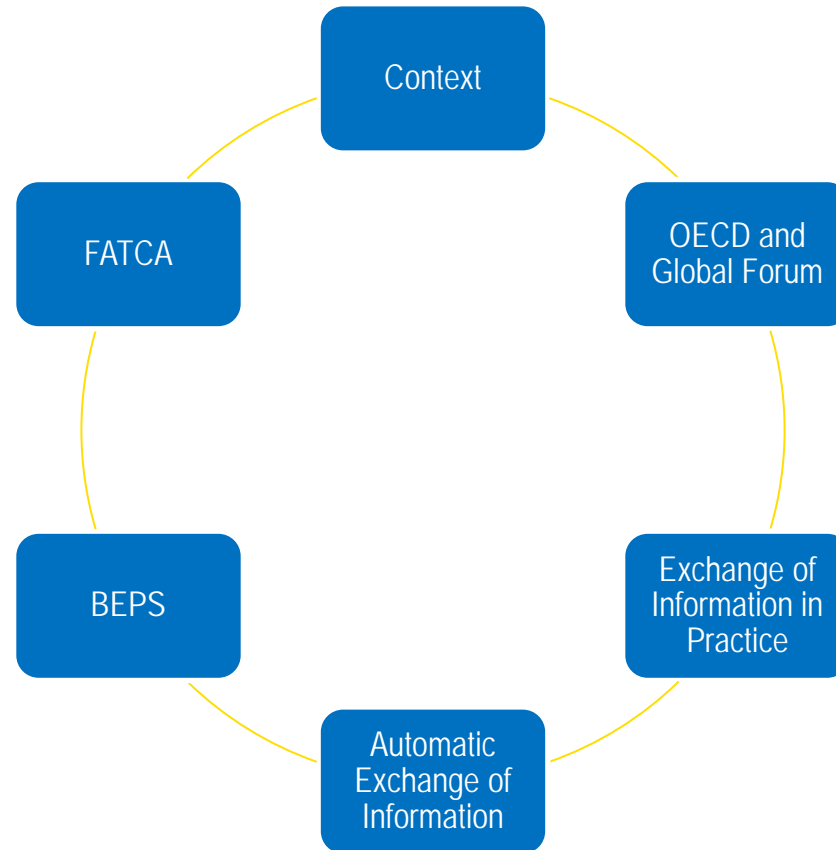 Context
OECD and
Global Forum
Exchange of
Information in
Practice
Automatic
Exchange of
Information
BEPS
FATCA